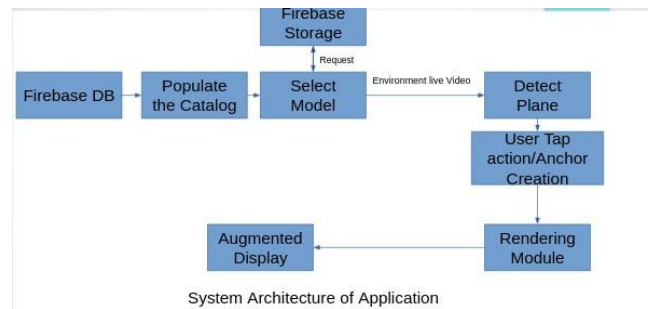 Firebase
Storage
Request
Firebase DB
Populate
the Catalog
Select
Model
Environment live Video
Detect
Plane
User Tap
action/Anchor
Creation
Augmented
Display
Rendering
Module
System Architecture of Application